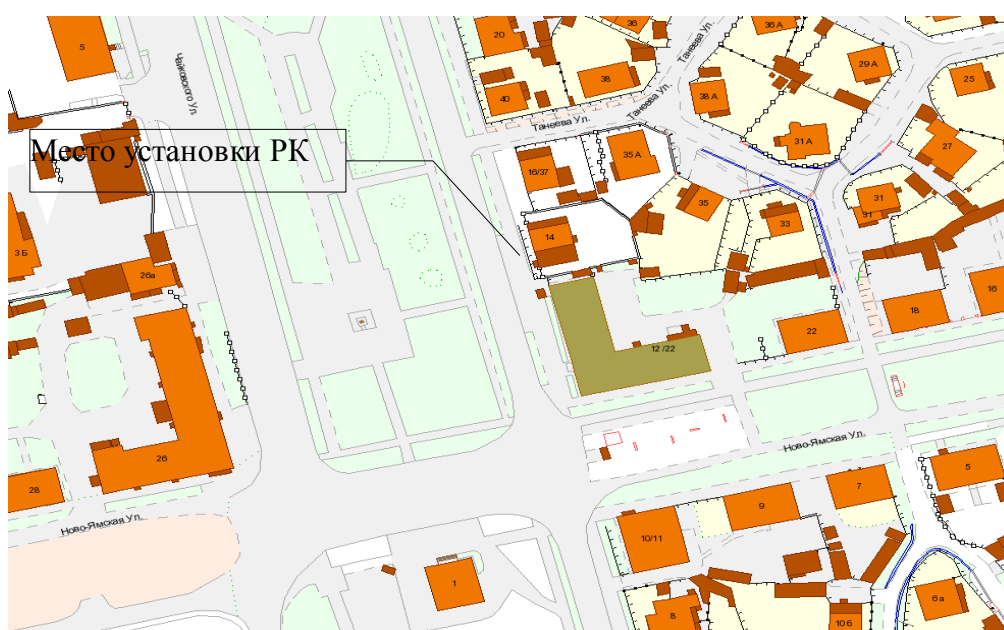 5
Чайковского Ул.
20
36
Танеева Ул.
36 А
29 А
25
38
38 А
40
Танеева Ул.
Танеева Ул.
31 А
27
Место установки РК
35 А
16/37
35
31
31
33
14
3 Б
26а
16
18
22
12 /22
Ново-Ямская Ул.
26
28
5
7
9
Ново-Ямская Ул.
10/11
1
6 а
8
10 б